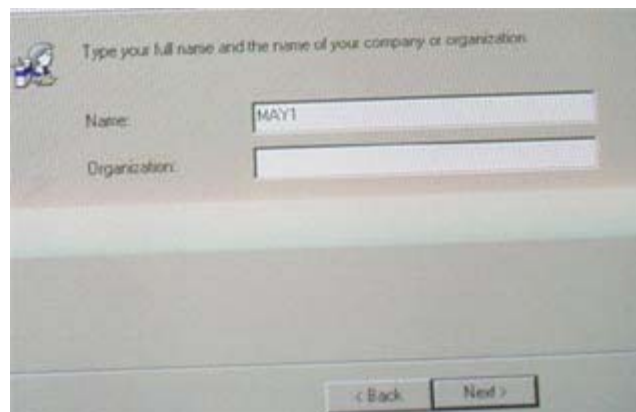 Type your full name and the name of your company or organization.
Name:
MAY1
Organization:
< Back
Next >